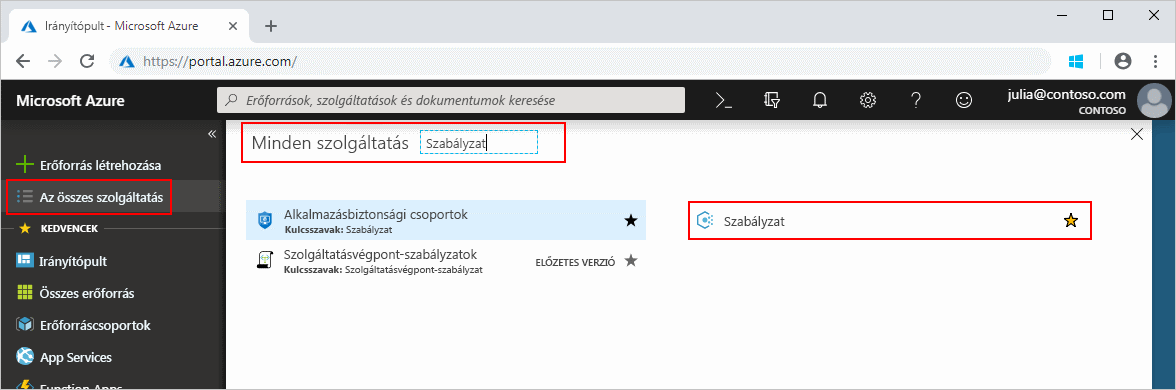 Irányítópult - Microsoft Azure
https://portal.azure.com/
Microsoft Azure
Erőforrások, szolgáltatások és dokumentumok keresése
julia@contoso.com
CONTOSO
Erőforrás létrehozása
Az összes szolgáltatás
KEDVENCEK
Irányítópult
Összes erőforrás
Erőforráscsoportok
App Services
Function Apps
Minden szolgáltatás Szabályzat
Alkalmazásbiztonsági csoportok
Kulcsszavak: Szabályzat
Szolgáltatásvégpont-szabályzatok
Kulcsszavak: Szolgáltatásvégpont-szabályzat
ELŐZETES VERZIÓ
Szabályzat